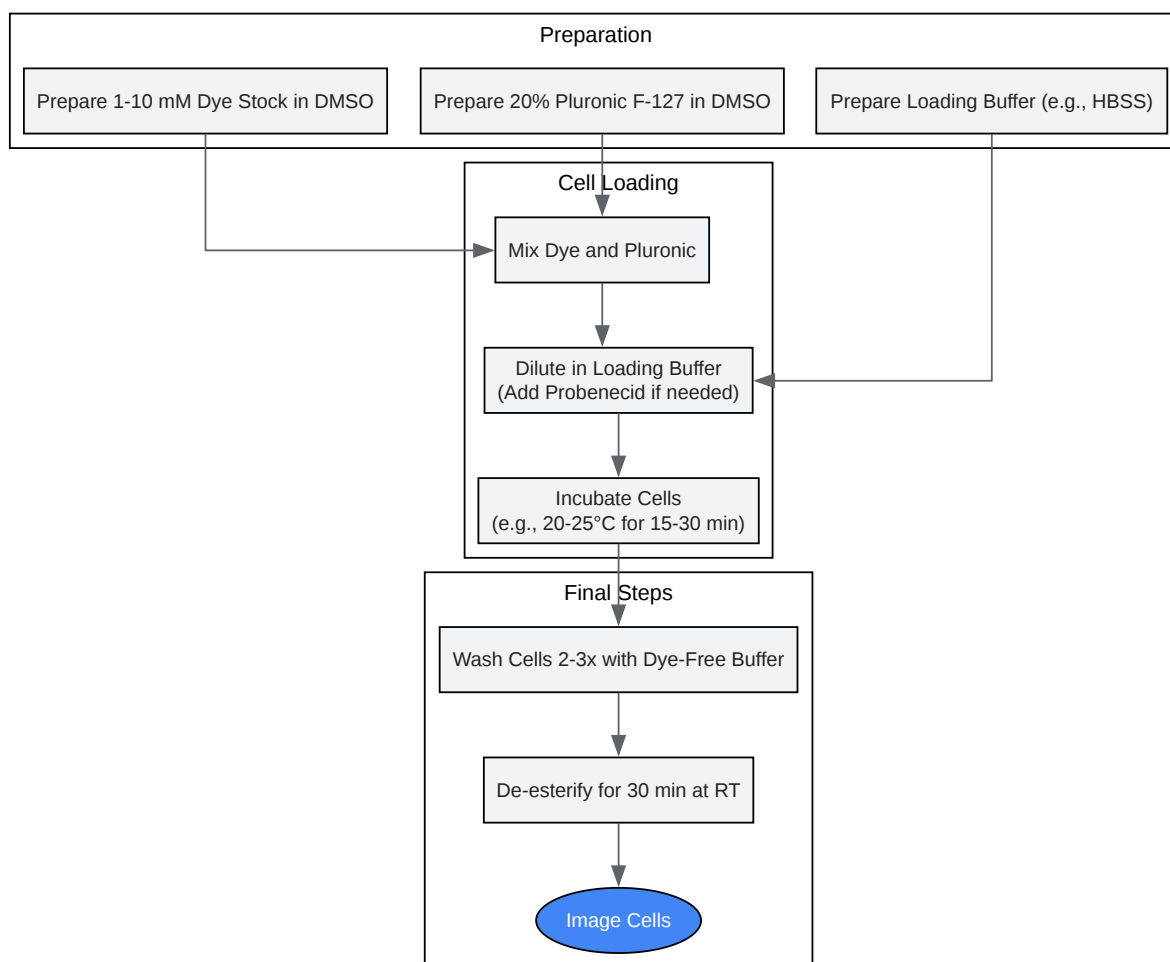 Preparation
Prepare 1-10 mM Dye Stock in DMSO
Prepare 20% Pluronic F-127 in DMSO
Prepare Loading Buffer (e.g., HBSS)
Cell Loading
Mix Dye and Pluronic
Dilute in Loading Buffer
(Add Probenecid if needed)
Incubate Cells
(e.g., 20-25°C for 15-30 min)
Final Steps
Wash Cells 2-3x with Dye-Free Buffer
De-esterify for 30 min at RT
Image Cells